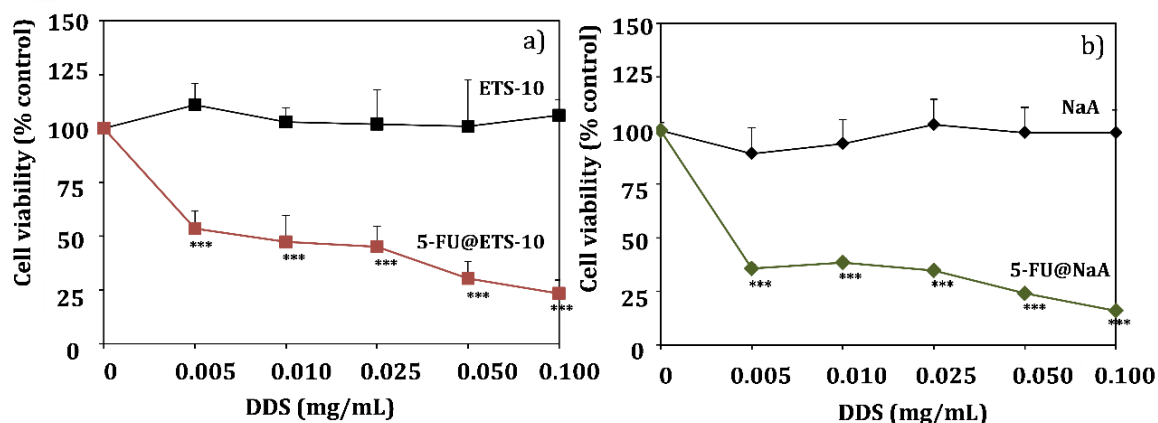 Cell viability (% control)
150
125
100
75
50
25
0
a)
ETS-10
5-FU@ETS-10
***
***
***
***
***
0 0.005 0.010 0.025 0.050 0.100
DDS (mg/mL)
Cell viability (% control)
150
125
100
75
50
25
0
b)
NaA
5-FU@NaA
***
***
***
***
***
0 0.005 0.010 0.025 0.050 0.100
DDS (mg/mL)